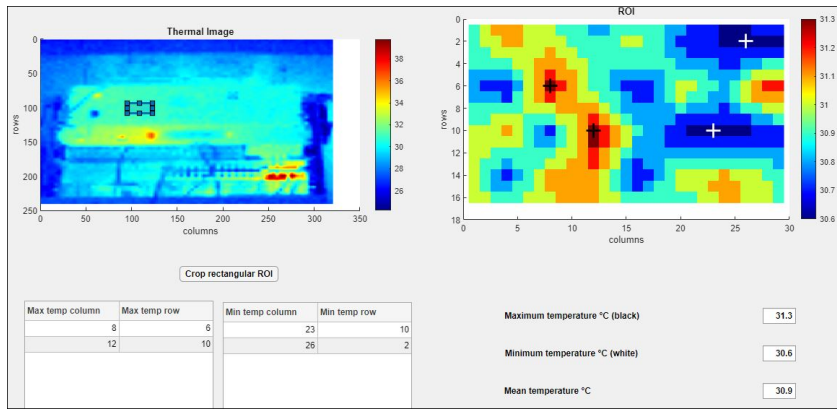 Thermal Image
0
50
100
150
200
250
rows
0 50 100 150 200 250 300 350
columns
38
36
34
32
30
28
26
ROI
0
2
4
6
8
10
12
14
16
18
rows
0 5 10 15 20 25 30
columns
31.3
31.2
31.1
31
30.9
30.8
30.7
30.6
Crop rectangular ROI
Max temp column Max temp row
8 6
12 10
Min temp column Min temp row
23 10
26 2
Maximum temperature °C (black) 31.3
Minimum temperature °C (white) 30.6
Mean temperature °C 30.9